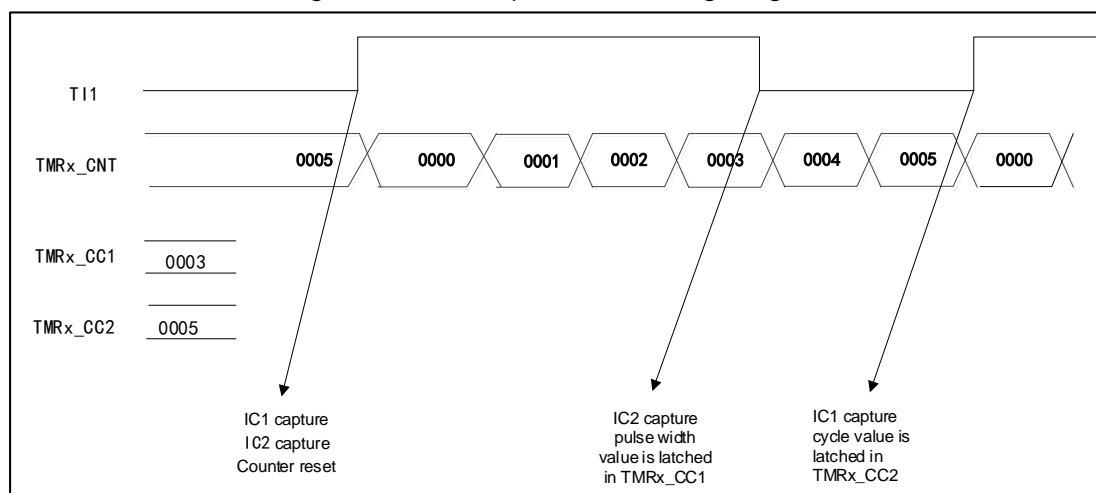 TI1
TMRx_CNT
0005 0000 0001 0002 0003 0004 0005 0000
TMRx_CC1
0003
TMRx_CC2
0005
IC1 capture
IC2 capture
Counter reset
IC2 capture
pulse width
value is latched
in TMRx_CC1
IC1 capture
cycle value is
latched in
TMRx_CC2